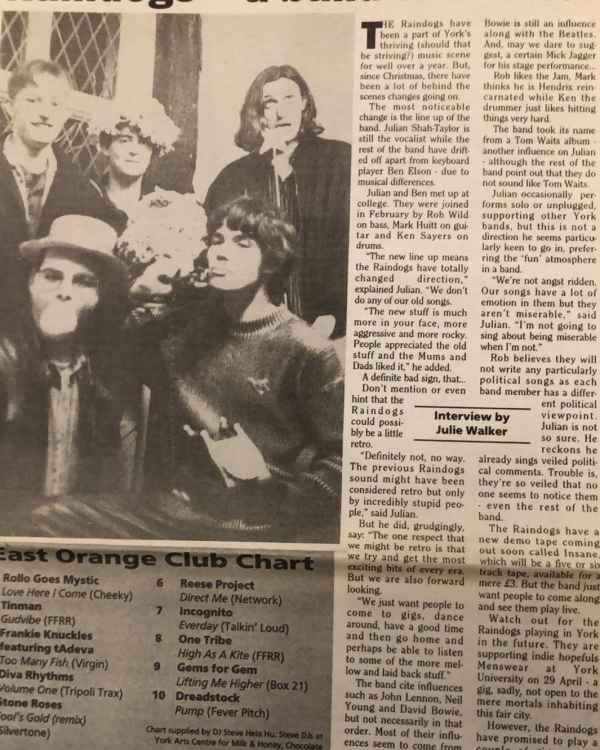 THE Raindogs have
been a part of York's
thriving (should that
be striving?) music scene
for well over a year. But,
since Christmas, there have
been a lot of behind the
scenes changes going on.
The most noticeable
change is the line up of the
band. Julian Shah-Taylor is
still the vocalist while the
rest of the band have drift-
ed off apart from keyboard
player Ben Elson - due to
musical differences.
Julian and Ben met up at
college. They were joined
in February by Rob Wild
on bass, Mark Huitt on gui-
tar and Ken Sayers on
drums.
"The new line up means
the Raindogs have totally
changed direction,"
explained Julian. "We don't
do any of our old songs.
"The new stuff is much
more in your face, more
aggressive and more rocky.
People appreciated the old
stuff and the Mums and
Dads liked it," he added.
A definite bad sign, that...
Don't mention or even
hint that the
Raindogs
could possi-
bly be a little
retro.
"Definitely not, no way.
The previous Raindogs
sound might have been
considered retro but only
by incredibly stupid peo-
ple," said Julian.
But he did, grudgingly,
say: "The one respect that
we might be retro is that
we try and get the most
exciting bits of every era.
But we are also forward
looking.
"We just want people to
come to gigs, dance
around, have a good time
and then go home and
perhaps be able to listen
to some of the more mel-
low and laid back stuff."
The band cite influences
such as John Lennon, Neil
Young and David Bowie,
but not necessarily in that
order. Most of their influ-
ences seem to come from
Bowie is still an influence
along with the Beatles.
And, may we dare to sug-
gest, a certain Mick Jagger
for his stage performance...
Rob likes the Jam, Mark
thinks he is Hendrix rein-
carnated while Ken the
drummer just likes hitting
things very hard.
The band took its name
from a Tom Waits album -
another influence on Julian
- although the rest of the
band point out that they do
not sound like Tom Waits.
Julian occasionally per-
forms solo or unplugged,
supporting other York
bands, but this is not a
direction he seems particu-
larly keen to go in, prefer-
ring the 'fun' atmosphere
in a band.
"We're not angst ridden.
Our songs have a lot of
emotion in them but they
aren't miserable," said
Julian. "I'm not going to
sing about being miserable
when I'm not."
Rob believes they will
not write any particularly
political songs as each
band member has a differ-
ent political
viewpoint.
Julian is not
so sure. He
reckons he
already sings veiled politi-
cal comments. Trouble is,
they're so veiled that no
one seems to notice them
- even the rest of the
band.
The Raindogs have a
new demo tape coming
out soon called Insane,
which will be a five or six
track tape, available for a
mere £3. But the band just
want people to come along
and see them play live.
Watch out for the
Raindogs playing in York
in the future. They are
supporting indie hopefuls
Menswear at York
University on 29 April - a
gig, sadly, not open to the
mere mortals inhabiting
this fair city.
However, the Raindogs
have promised to play a
Interview by
Julie Walker
East Orange Club Chart
Rollo Goes Mystic
Love Here I Come (Cheeky)
Tinman
Gudvibe (FFRR)
Frankie Knuckles
featuring tAdeva
Too Many Fish (Virgin)
Diva Rhythms
Volume One (Tripoli Trax)
Stone Roses
Fool's Gold (remix)
Silvertone)
6 Reese Project
Direct Me (Network)
7 Incognito
Everday (Talkin' Loud)
8 One Tribe
High As A Kite (FFRR)
9 Gems for Gem
Lifting Me Higher (Box 21)
10 Dreadstock
Pump (Fever Pitch)
Chart supplied by DJ Steve Hu. Steve DJs at
York Arts Centre for Milk & Honey, Chocolate